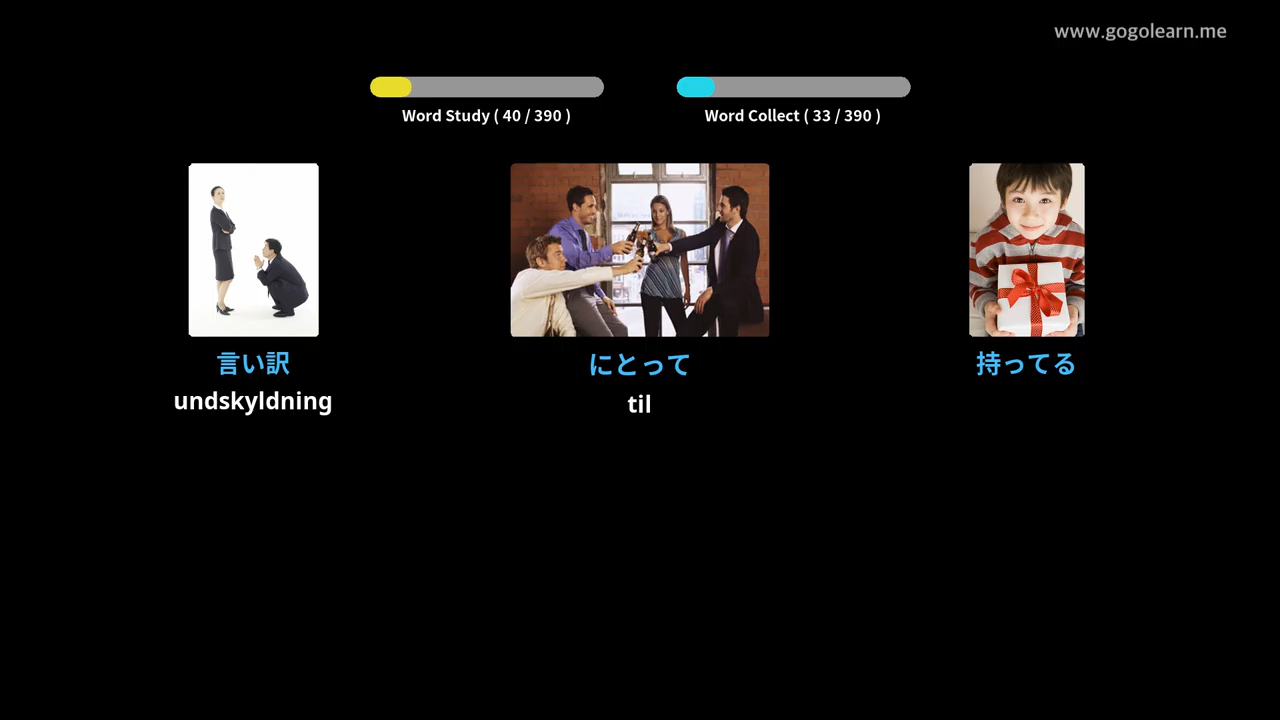 www.gogolearn.me
Word Study ( 40 / 390 )
Word Collect ( 33 / 390 )
言い訳
にとって
持ってる
undskyldning
til